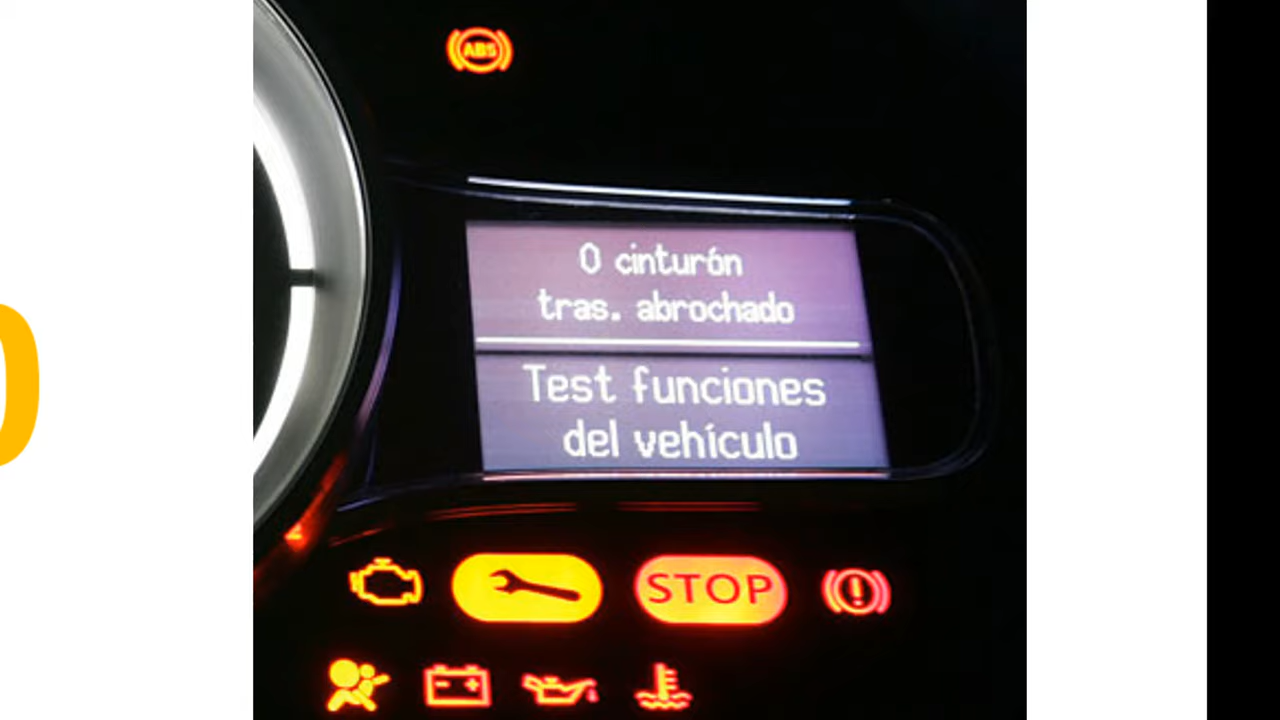 ABS
0 cinturón
tras. abrochado
Test funciones
del vehículo
STOP